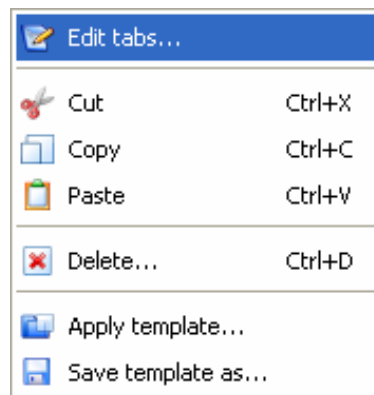 Edit tabs...
Cut Ctrl+X
Copy Ctrl+C
Paste Ctrl+V
Delete... Ctrl+D
Apply template...
Save template as...